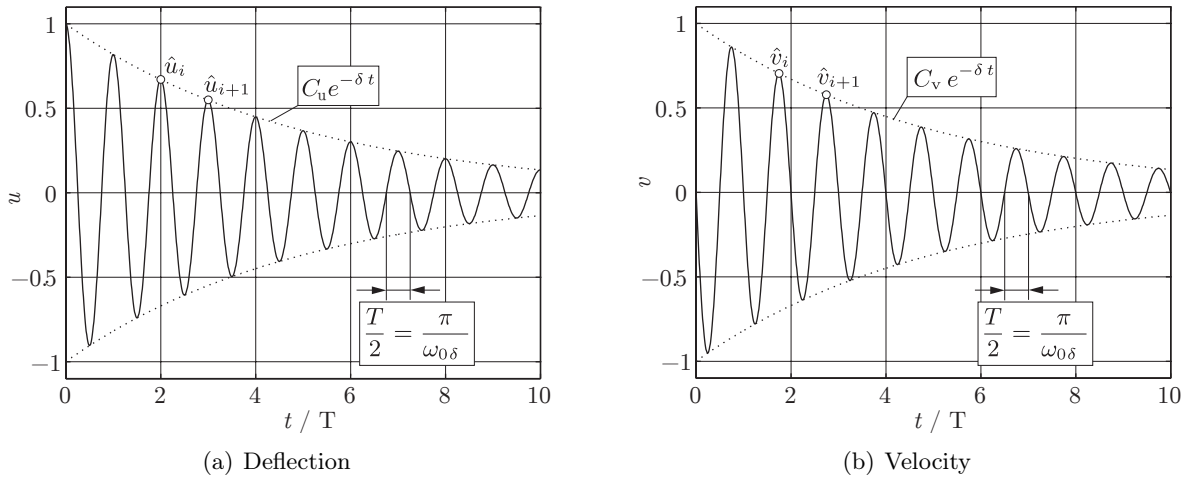 1
0.5
0
−0.5
−1
u
û_i
û_{i+1}
C_u e^{−δ t}
T/2 = π/ω_{0δ}
0 2 4 6 8 10
t / T
(a) Deflection
1
0.5
0
−0.5
−1
v
v̂_i
v̂_{i+1}
C_v e^{−δ t}
T/2 = π/ω_{0δ}
0 2 4 6 8 10
t / T
(b) Velocity